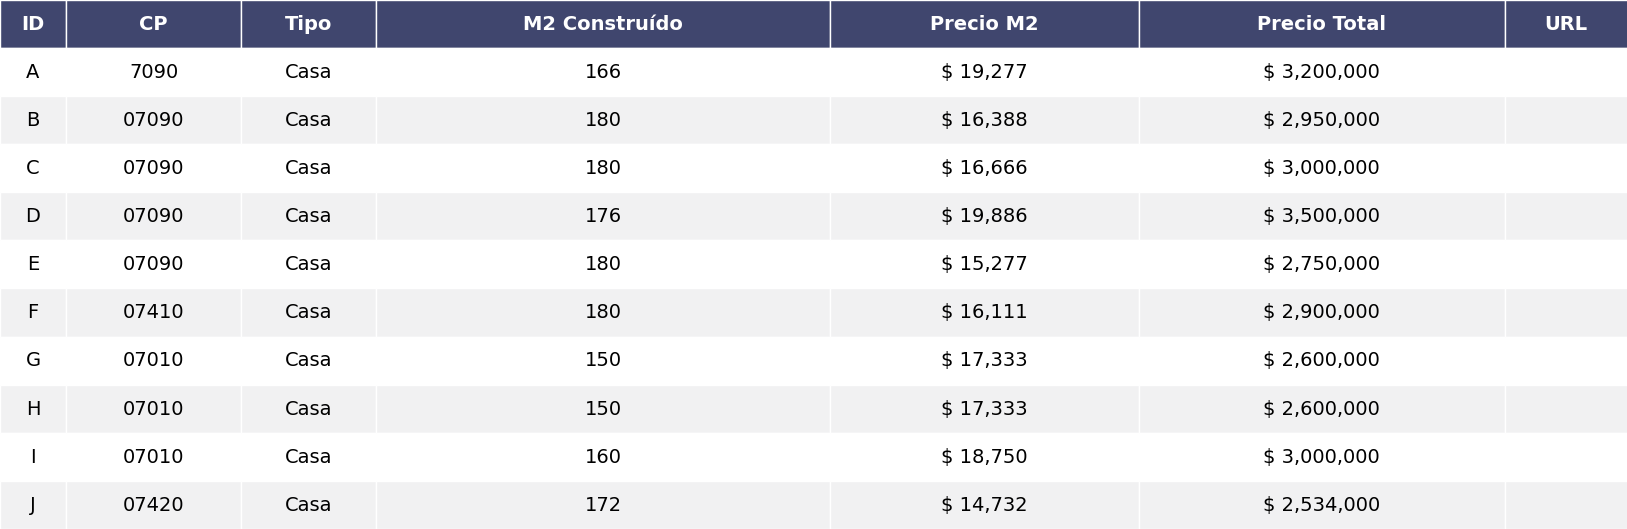 ID CP Tipo M2 Construído Precio M2 Precio Total URL
A 7090 Casa 166 $ 19,277 $ 3,200,000
B 07090 Casa 180 $ 16,388 $ 2,950,000
C 07090 Casa 180 $ 16,666 $ 3,000,000
D 07090 Casa 176 $ 19,886 $ 3,500,000
E 07090 Casa 180 $ 15,277 $ 2,750,000
F 07410 Casa 180 $ 16,111 $ 2,900,000
G 07010 Casa 150 $ 17,333 $ 2,600,000
H 07010 Casa 150 $ 17,333 $ 2,600,000
I 07010 Casa 160 $ 18,750 $ 3,000,000
J 07420 Casa 172 $ 14,732 $ 2,534,000